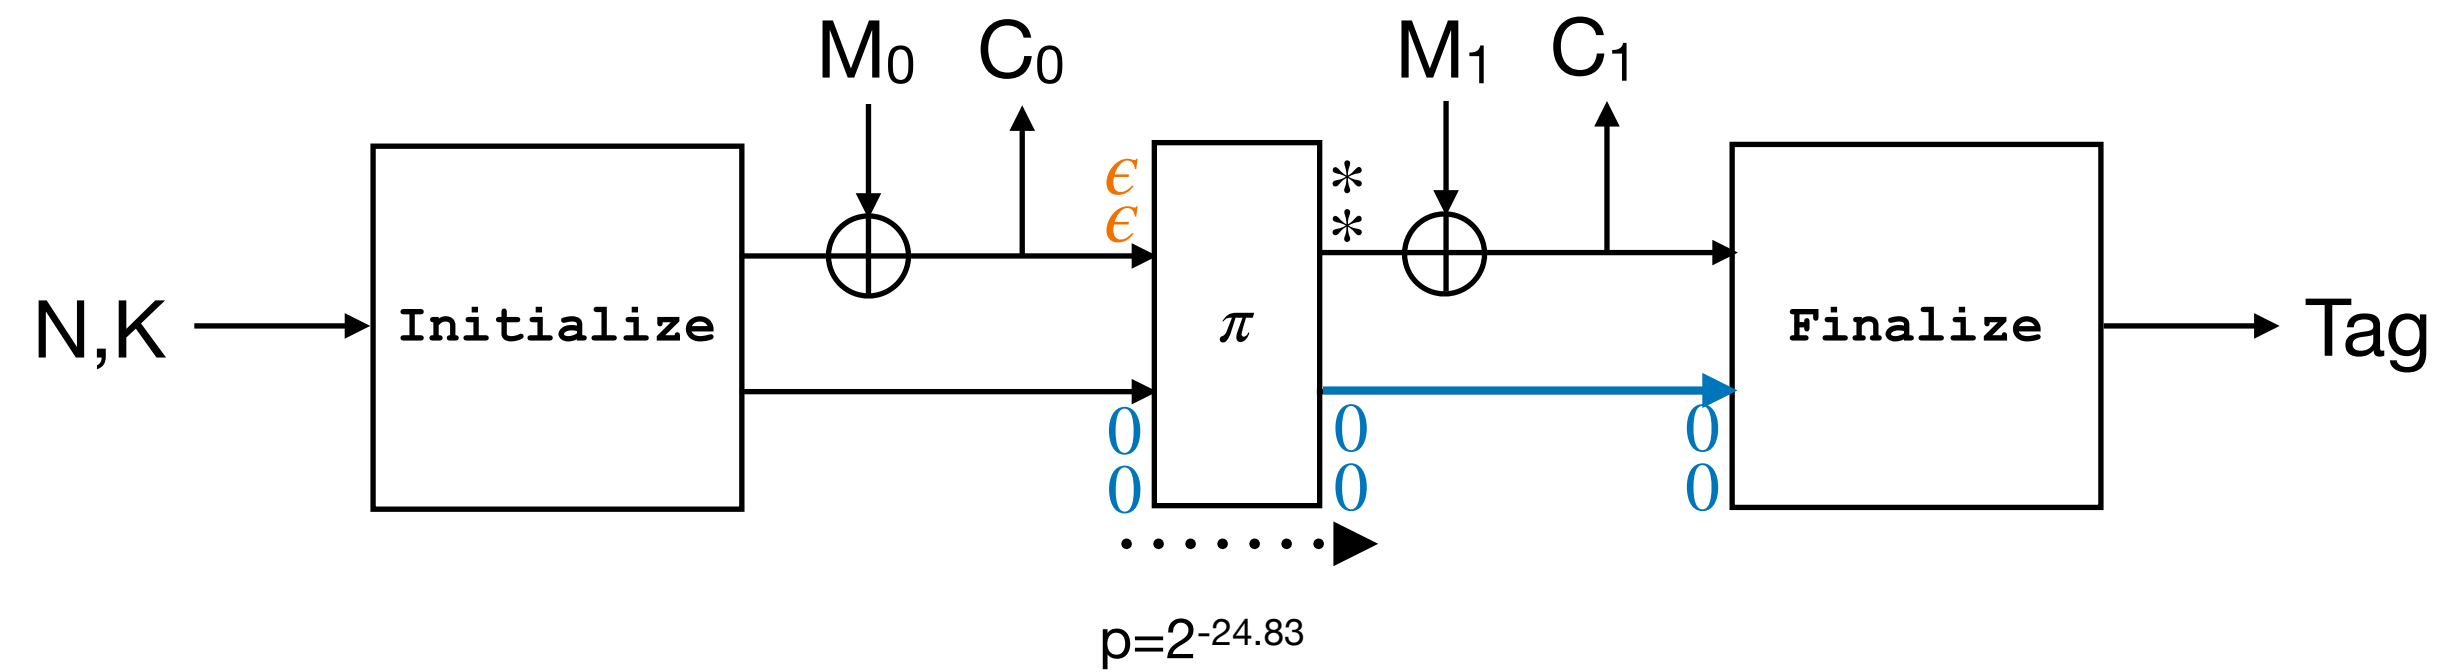 M₀ C₀ M₁ C₁
ϵ *
ϵ *
N,K Initialize π Finalize Tag
0 0 0
0 0 0
p=2⁻²⁴·⁸³